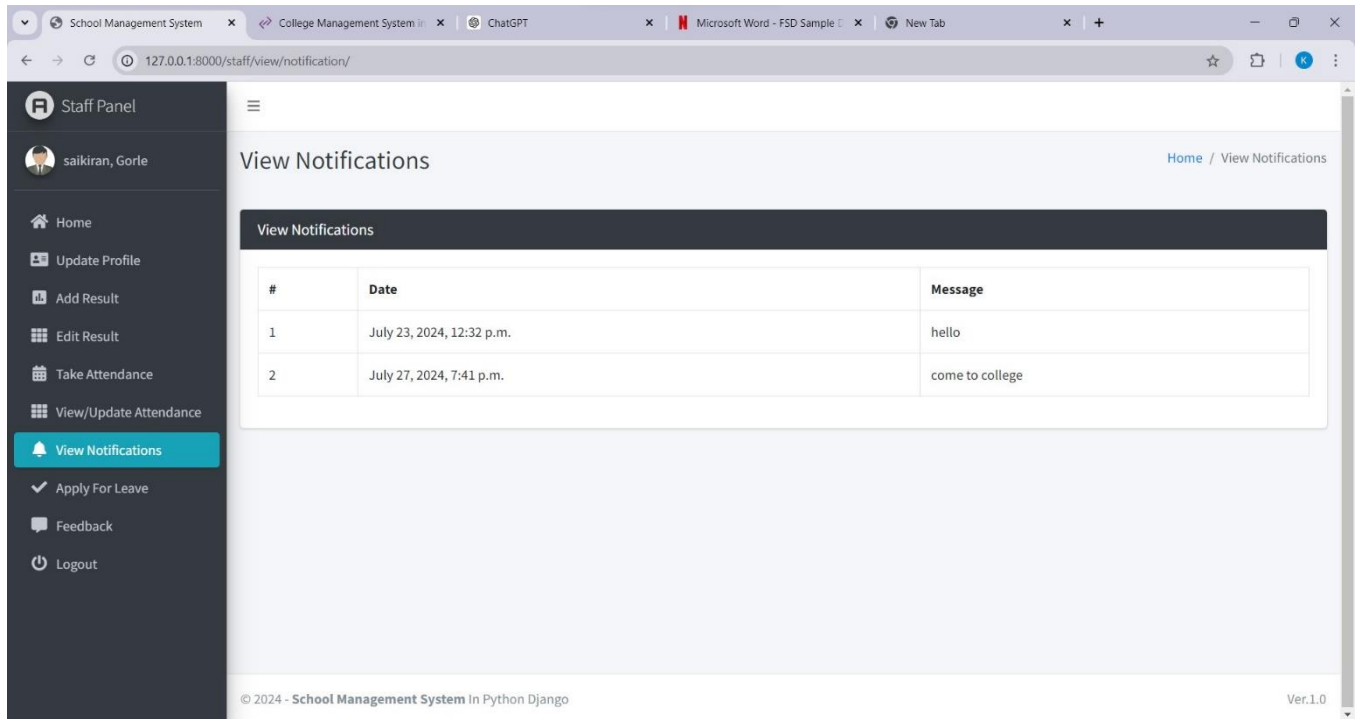 School Management System
College Management System in
ChatGPT
Microsoft Word - FSD Sample
New Tab
127.0.0.1:8000/staff/view/notification/
K
Staff Panel
saikiran, Gorle
View Notifications
Home / View Notifications
Home
Update Profile
Add Result
Edit Result
Take Attendance
View/Update Attendance
View Notifications
Apply For Leave
Feedback
Logout
View Notifications
# Date Message
1 July 23, 2024, 12:32 p.m. hello
2 July 27, 2024, 7:41 p.m. come to college
© 2024 - School Management System In Python Django
Ver.1.0